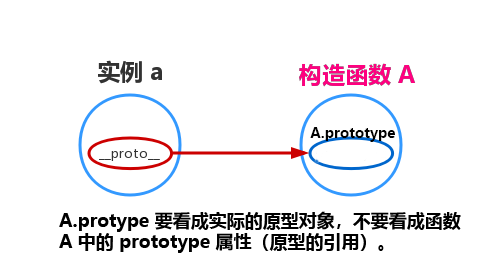 实例 a
构造函数 A
A.prototype
__proto__
A.protype 要看成实际的原型对象，不要看成函数
A 中的 prototype 属性（原型的引用）。